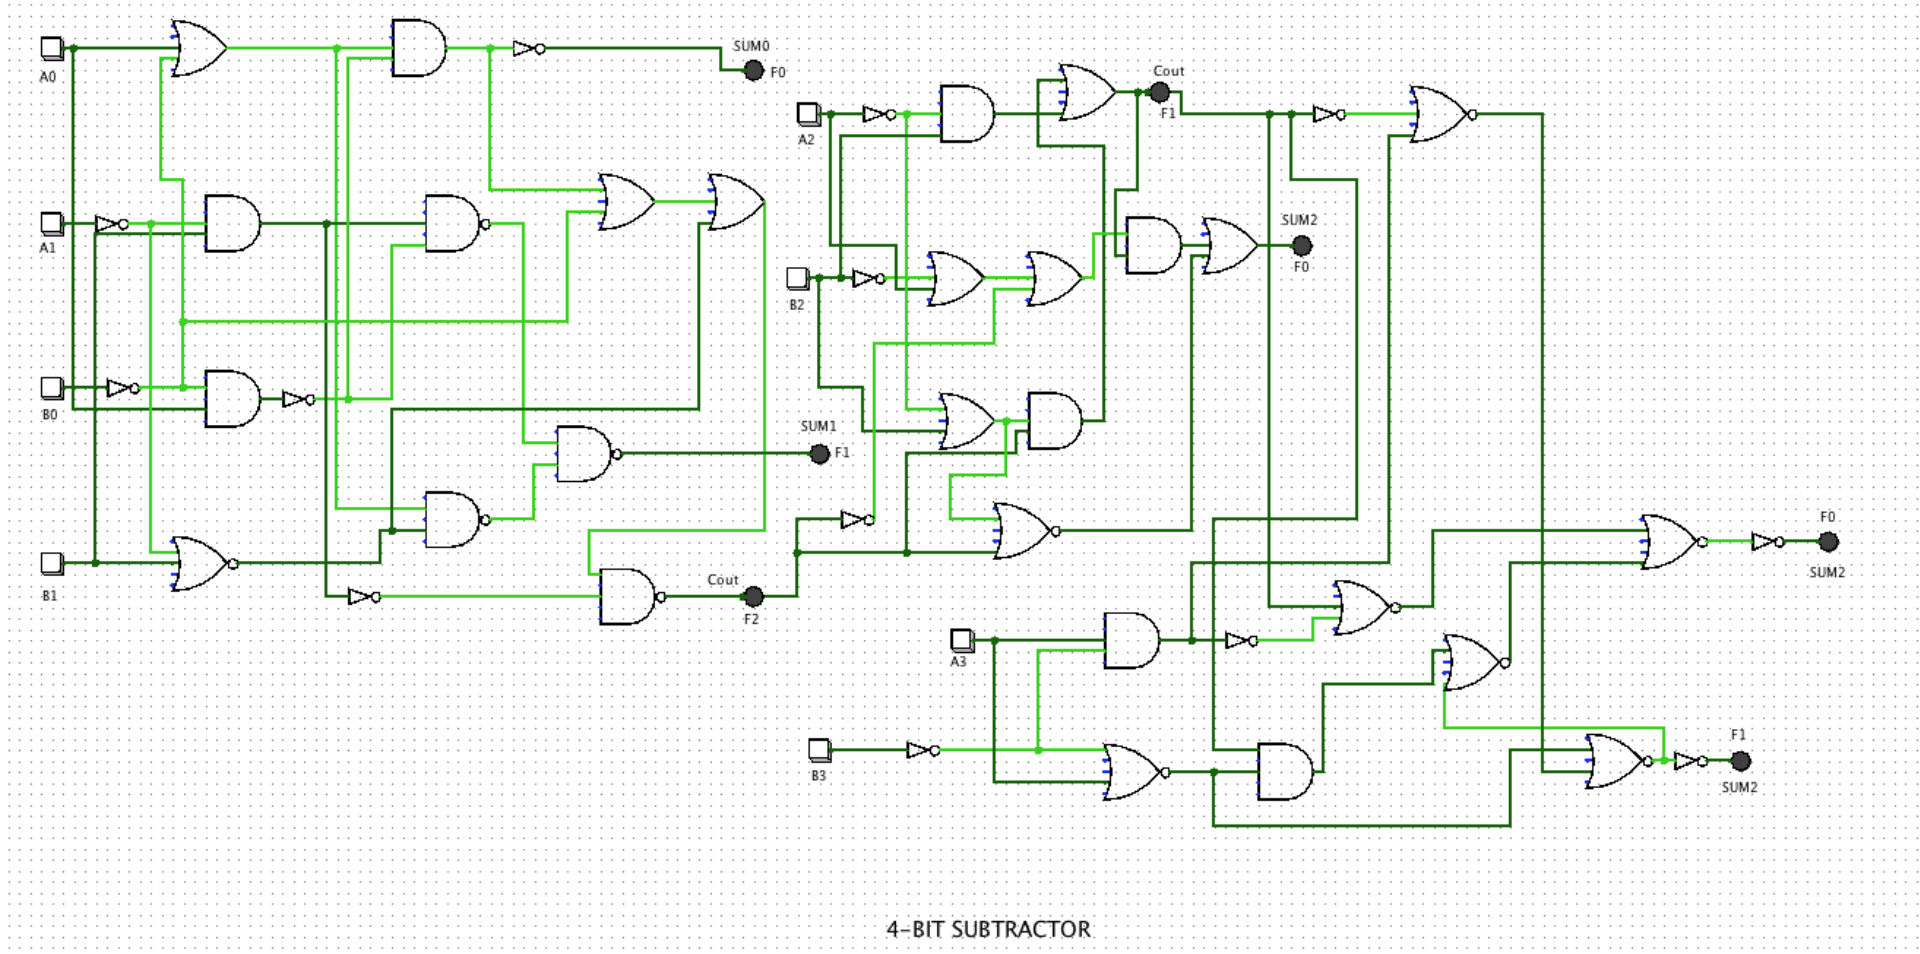 A0
SUM0
F0
Cout
F1
A2
A1
SUM2
F0
B2
B0
SUM1
F1
B1
Cout
F2
F0
SUM2
A3
B3
F1
SUM2
4-BIT SUBTRACTOR